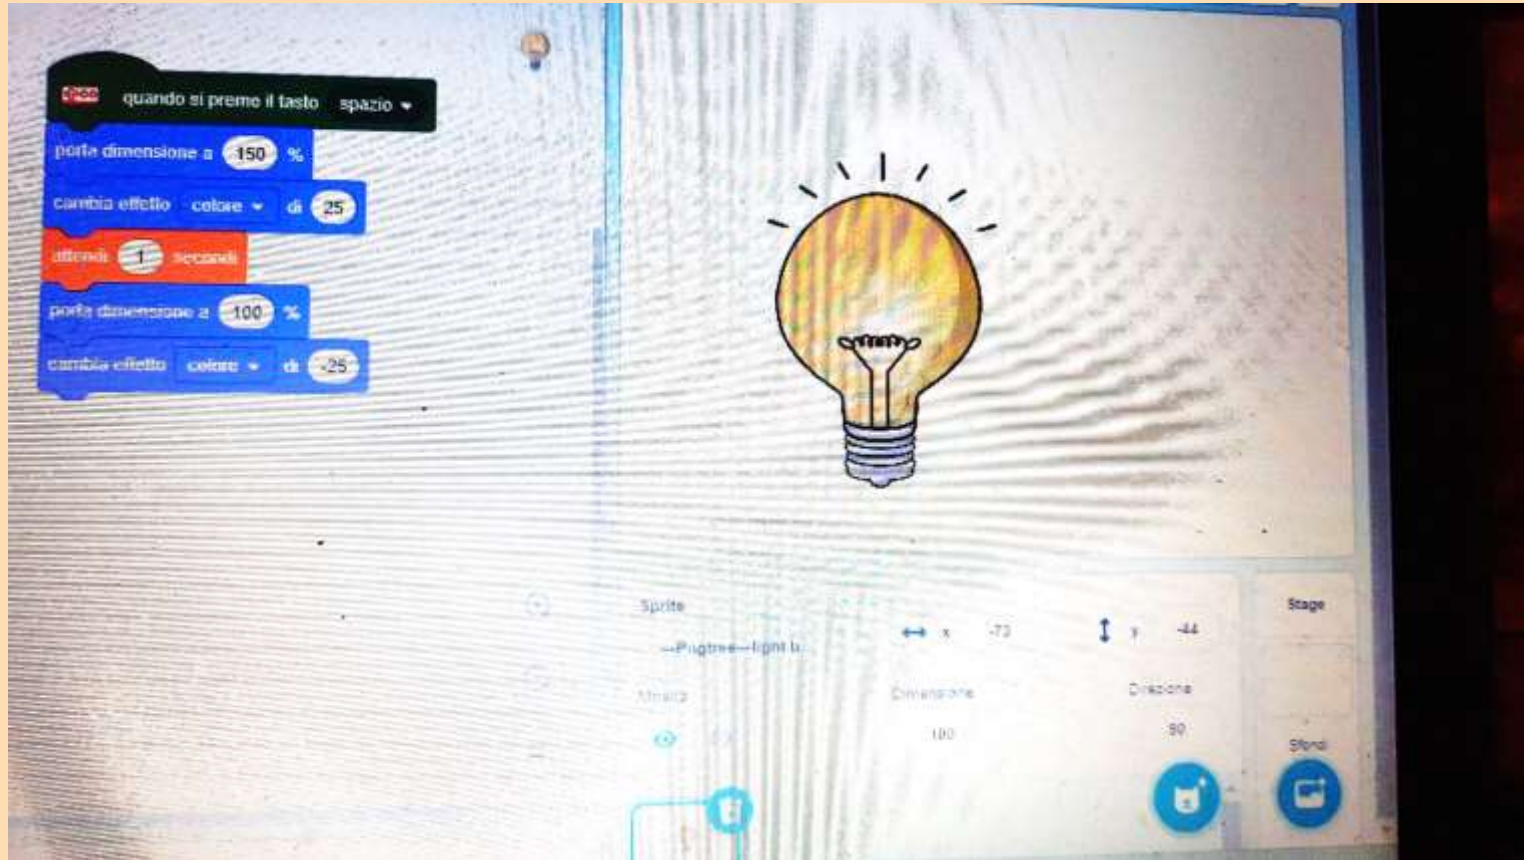 quando si preme il tasto spazio
porta dimensione a 150 %
cambia effetto colore di 25
attendi 1 secondi
porta dimensione a 100 %
cambia effetto colore di -25
Sprite
x -73
y -44
Stage
Mostra
Dimensione
Direzione
100
90
Sfondi